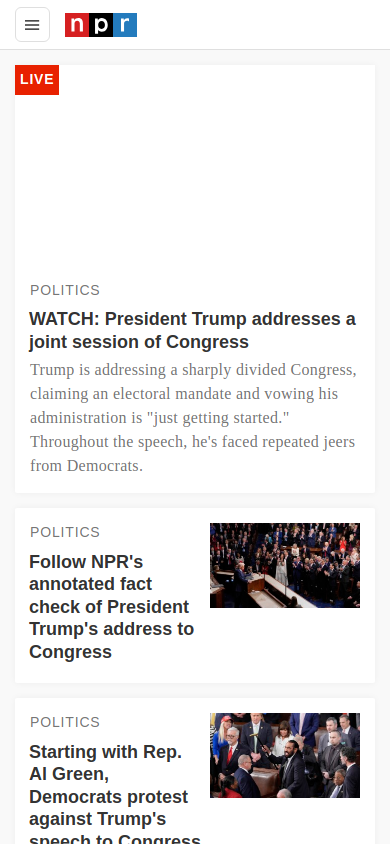 npr
LIVE
POLITICS
WATCH: President Trump addresses a
joint session of Congress
Trump is addressing a sharply divided Congress,
claiming an electoral mandate and vowing his
administration is "just getting started."
Throughout the speech, he's faced repeated jeers
from Democrats.
POLITICS
Follow NPR's
annotated fact
check of President
Trump's address to
Congress
POLITICS
Starting with Rep.
Al Green,
Democrats protest
against Trump's
speech to Congress